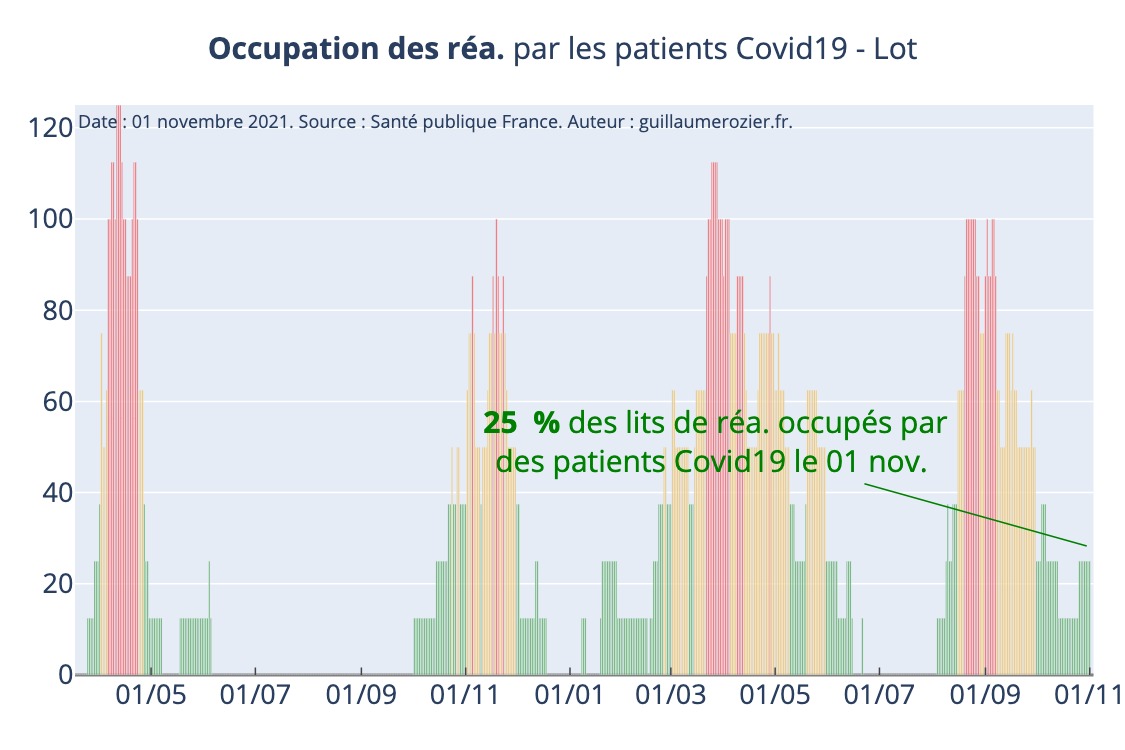 Occupation des réa. par les patients Covid19 - Lot
Date : 01 novembre 2021. Source : Santé publique France. Auteur : guillaumerozier.fr.
120
100
80
60
40
20
0
25 % des lits de réa. occupés par
des patients Covid19 le 01 nov.
01/05 01/07 01/09 01/11 01/01 01/03 01/05 01/07 01/09 01/11